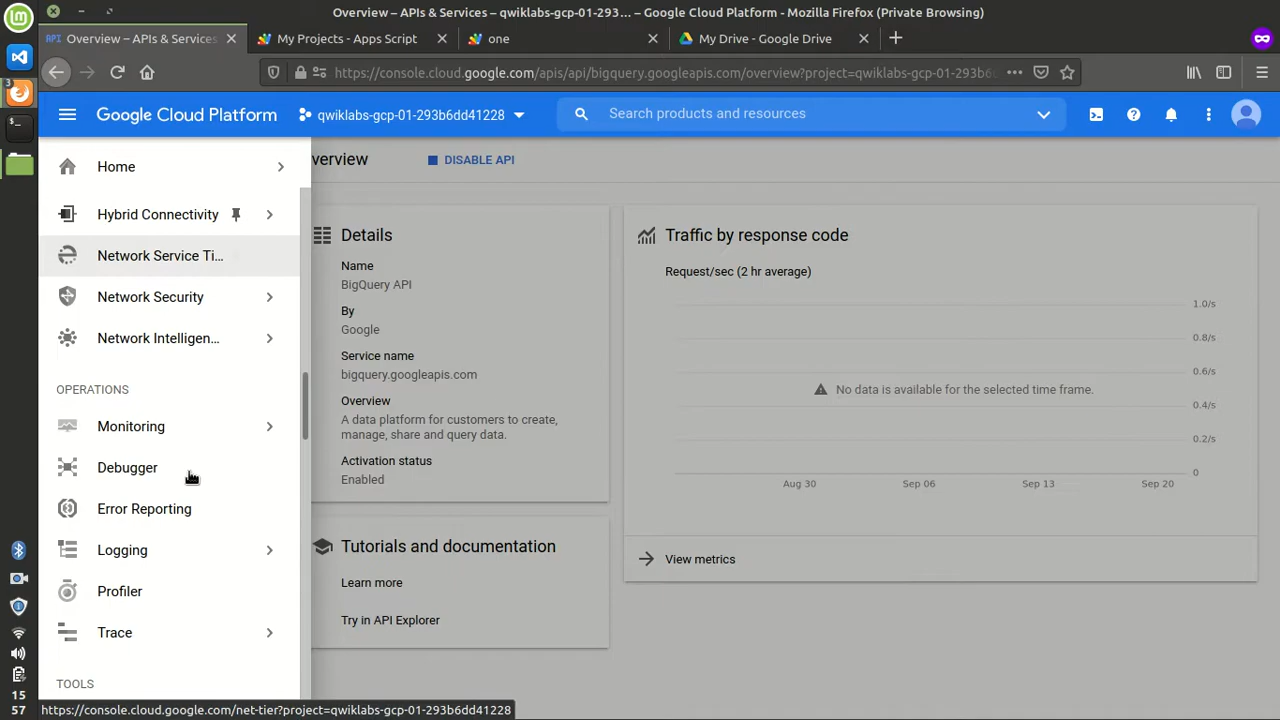 Overview – APIs & Services – qwiklabs-gcp-01-293... – Google Cloud Platform - Mozilla Firefox (Private Browsing)
API Overview – APIs & Services
My Projects - Apps Script
one
My Drive - Google Drive
https://console.cloud.google.com/apis/api/bigquery.googleapis.com/overview?project=qwiklabs-gcp-01-293b6d
Google Cloud Platform
qwiklabs-gcp-01-293b6dd41228
Search products and resources
Home
verview
DISABLE API
Hybrid Connectivity
Network Service Ti...
Network Security
Network Intelligen...
OPERATIONS
Monitoring
Debugger
Error Reporting
Logging
Profiler
Trace
TOOLS
Details
Name
BigQuery API
By
Google
Service name
bigquery.googleapis.com
Overview
A data platform for customers to create,
manage, share and query data.
Activation status
Enabled
Tutorials and documentation
Learn more
Try in API Explorer
Traffic by response code
Request/sec (2 hr average)
1.0/s
0.8/s
0.6/s
No data is available for the selected time frame.
0.4/s
0.2/s
0
Aug 30
Sep 06
Sep 13
Sep 20
View metrics
3
15
57
https://console.cloud.google.com/net-tier?project=qwiklabs-gcp-01-293b6dd41228